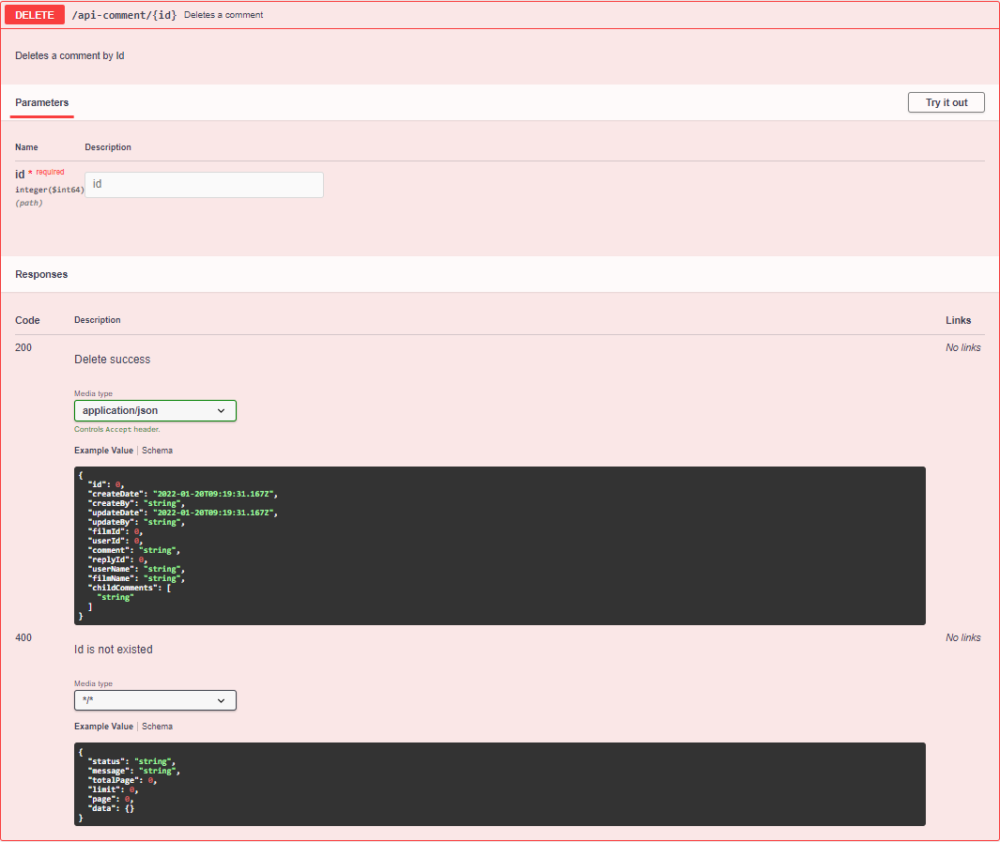 DELETE /api-comment/{id} Deletes a comment
Deletes a comment by Id
Parameters Try it out
Name Description
id * required
integer($int64)
(path)
id
Responses
Code Description Links
200 No links
Delete success
Media type
application/json
Controls Accept header.
Example Value | Schema
{
"id": 0,
"createDate": "2022-01-20T09:19:31.167Z",
"createBy": "string",
"updateDate": "2022-01-20T09:19:31.167Z",
"updateBy": "string",
"filmId": 0,
"userId": 0,
"comment": "string",
"replyId": 0,
"userName": "string",
"filmName": "string",
"childComments": [
"string"
]
}
400 No links
Id is not existed
Media type
*/*
Example Value | Schema
{
"status": "string",
"message": "string",
"totalPage": 0,
"limit": 0,
"page": 0,
"data": {}
}